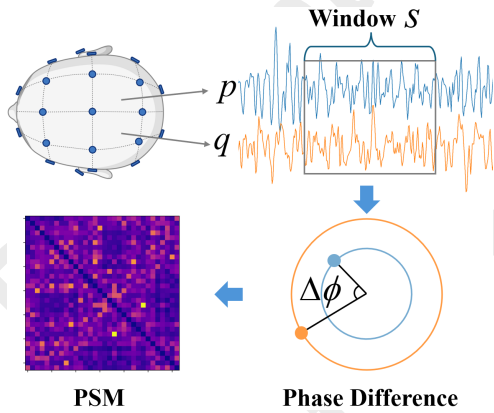 Window S
p
q
Δϕ
PSM
Phase Difference